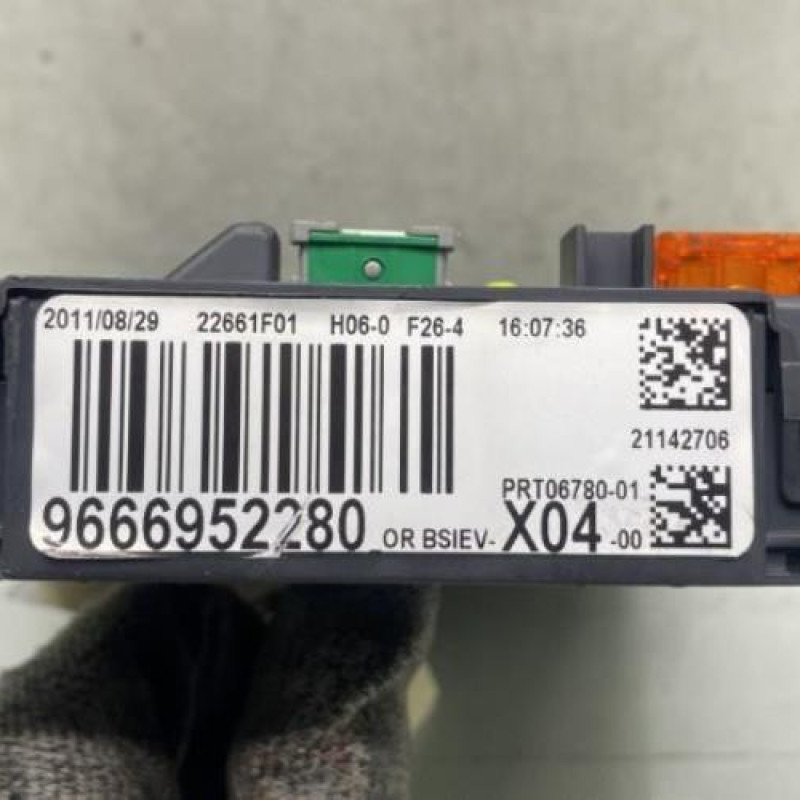 2011/08/29 22661F01 H06-0 F26-4 16:07:36
21142706
PRT06780-01
9666952280 OR BSIEV- X04 -00